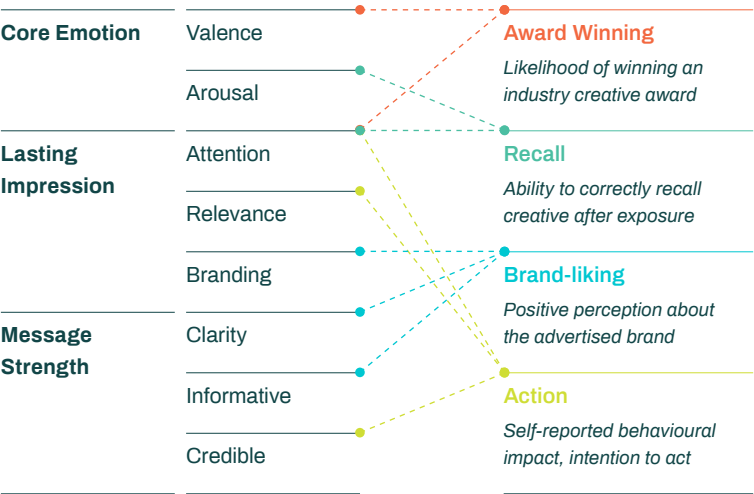 Core Emotion
Valence
Arousal
Lasting
Impression
Attention
Relevance
Branding
Message
Strength
Clarity
Informative
Credible
Award Winning
Likelihood of winning an
industry creative award
Recall
Ability to correctly recall
creative after exposure
Brand-liking
Positive perception about
the advertised brand
Action
Self-reported behavioural
impact, intention to act